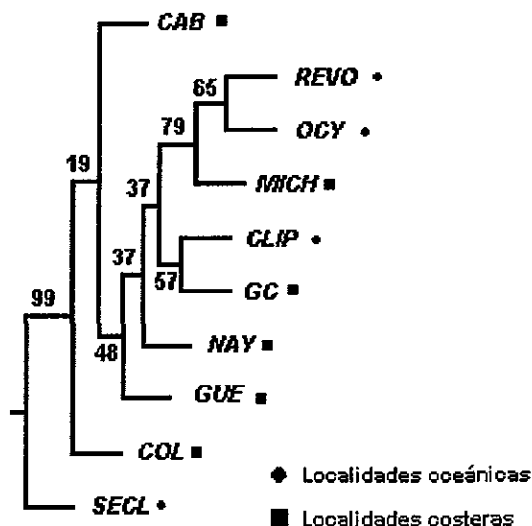 CAB
65 REVO
79 OCY
19 37 MICH
37 CLIP
57 GC
99
48 NAY
GUE
COL
Localidades oceánicas
SECL
Localidades costeras